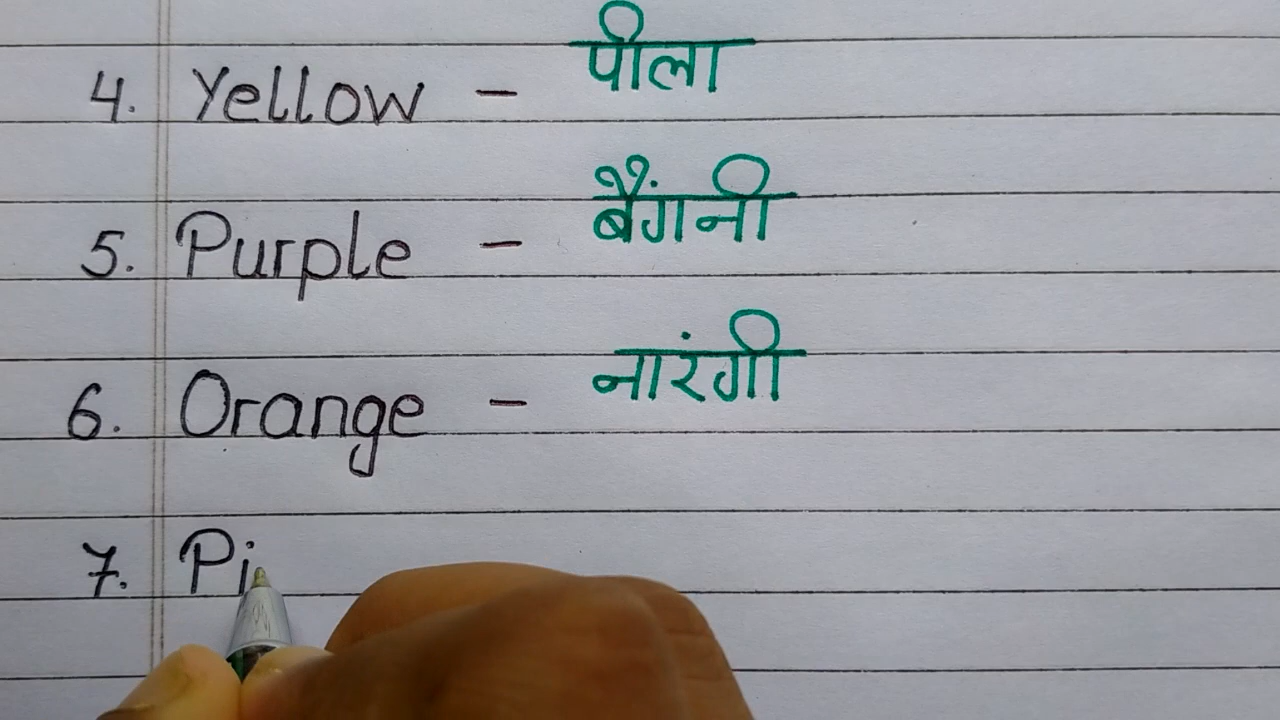 4. Yellow - पीला
5. Purple - बैंगनी
6. Orange - नारंगी
7. Pi